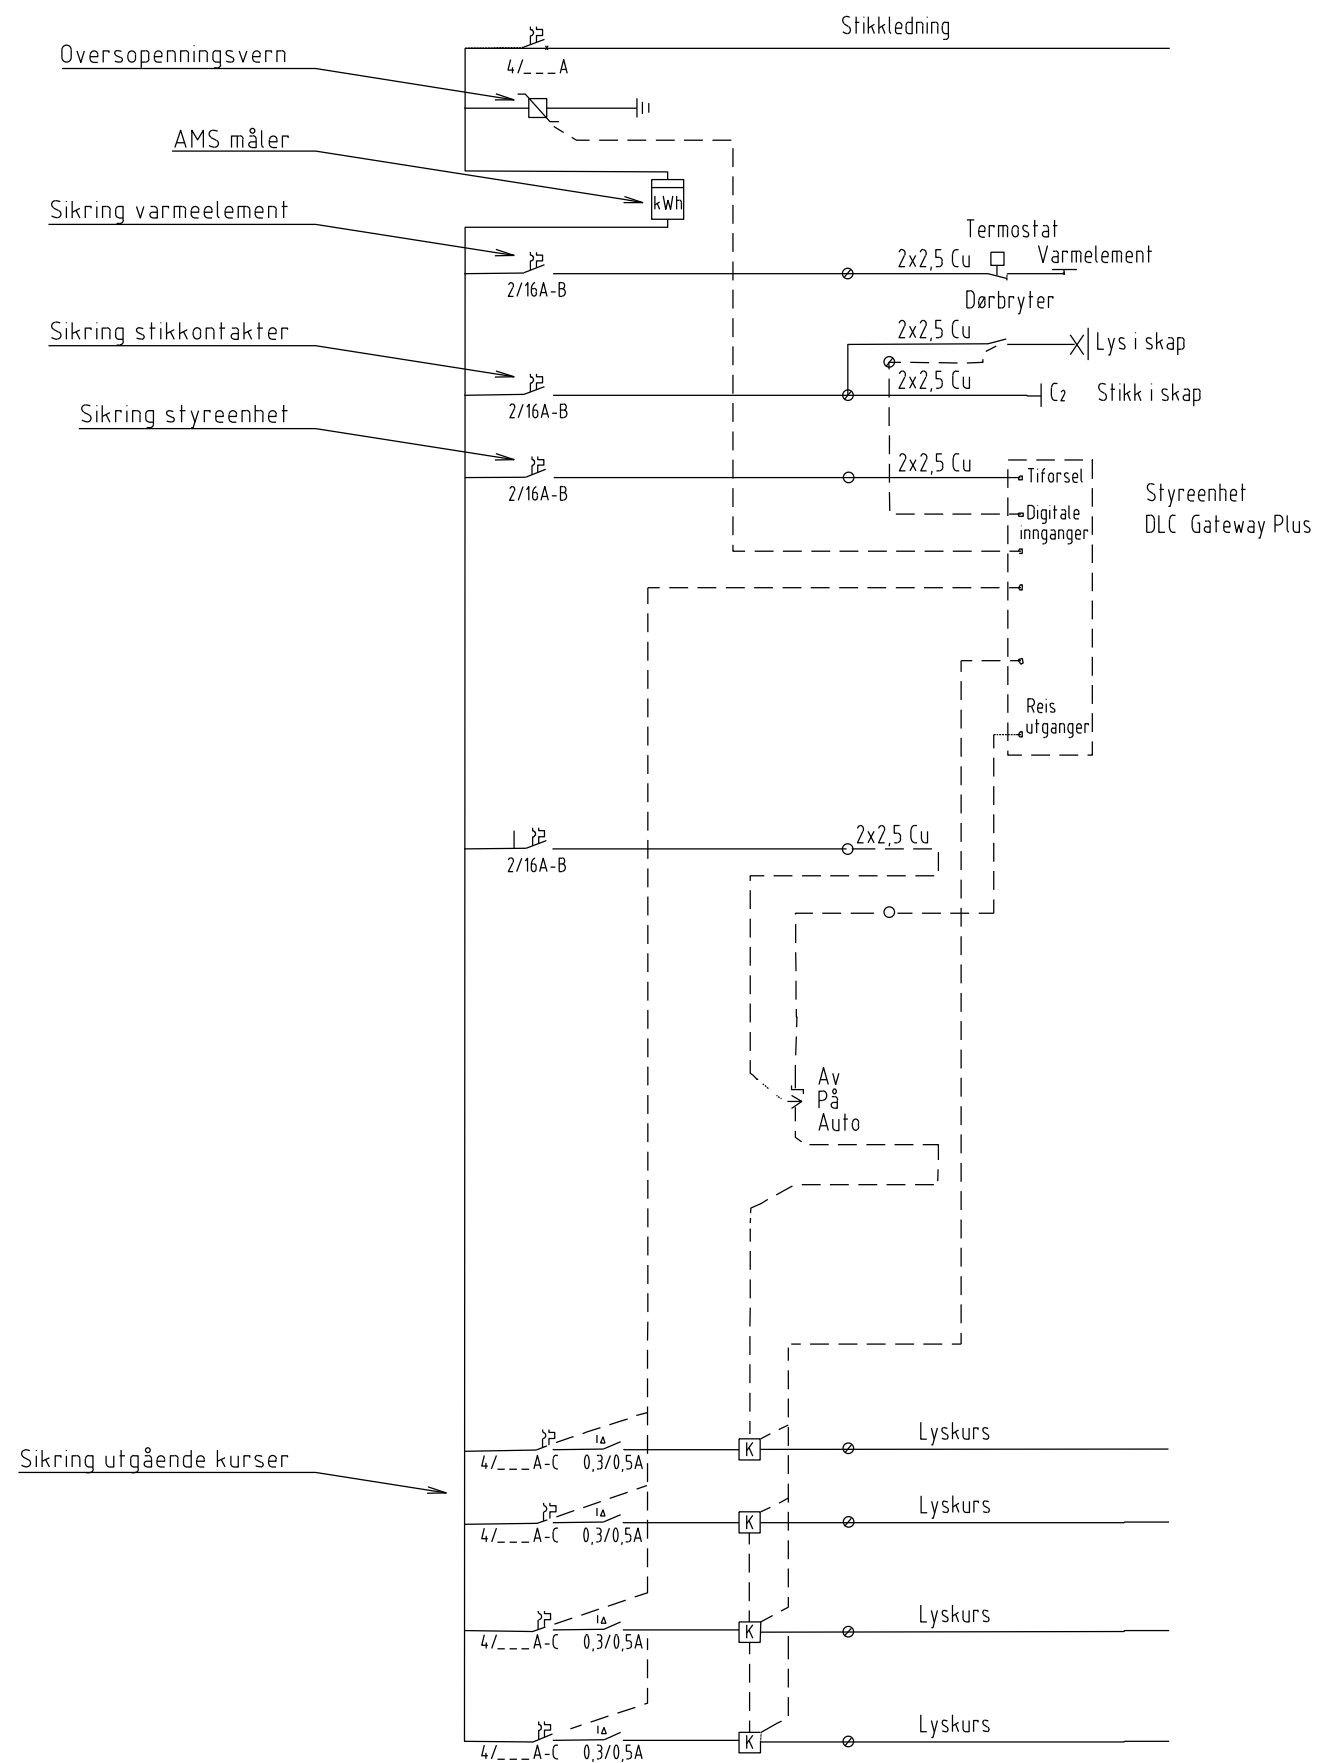 Stikkledning
Oversopenningsvern
4/___A
AMS måler
kWh
Sikring varmeelement
Termostat
2x2,5 Cu
Varmelement
2/16A-B
Dørbryter
Sikring stikkontakter
2x2,5 Cu
Lys i skap
2x2,5 Cu
C2
Stikk i skap
2/16A-B
Sikring styreenhet
2x2,5 Cu
Tiforsel
2/16A-B
Styreenhet
DLC Gateway Plus
Digitale
innganger
Reis
utganger
2x2,5 Cu
2/16A-B
Av
På
Auto
Lyskurs
Sikring utgående kurser
K
4/___A-C
0,3/0,5A
Lyskurs
K
4/___A-C
0,3/0,5A
Lyskurs
K
4/___A-C
0,3/0,5A
Lyskurs
K
4/___A-C
0,3/0,5A